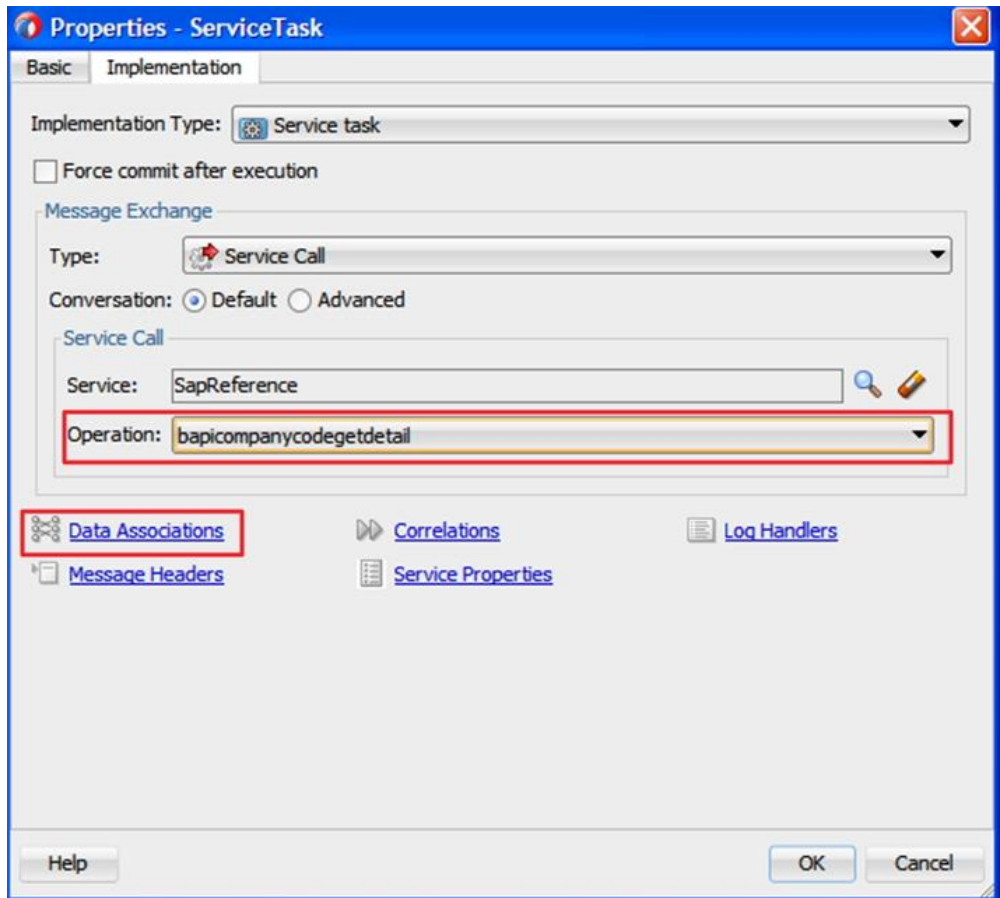 Properties - ServiceTask
Basic Implementation
Implementation Type: Service task
Force commit after execution
Message Exchange
Type: Service Call
Conversation: Default Advanced
Service Call
Service: SapReference
Operation: bapicompanycodegetdetail
Data Associations Correlations Log Handlers
Message Headers Service Properties
Help OK Cancel